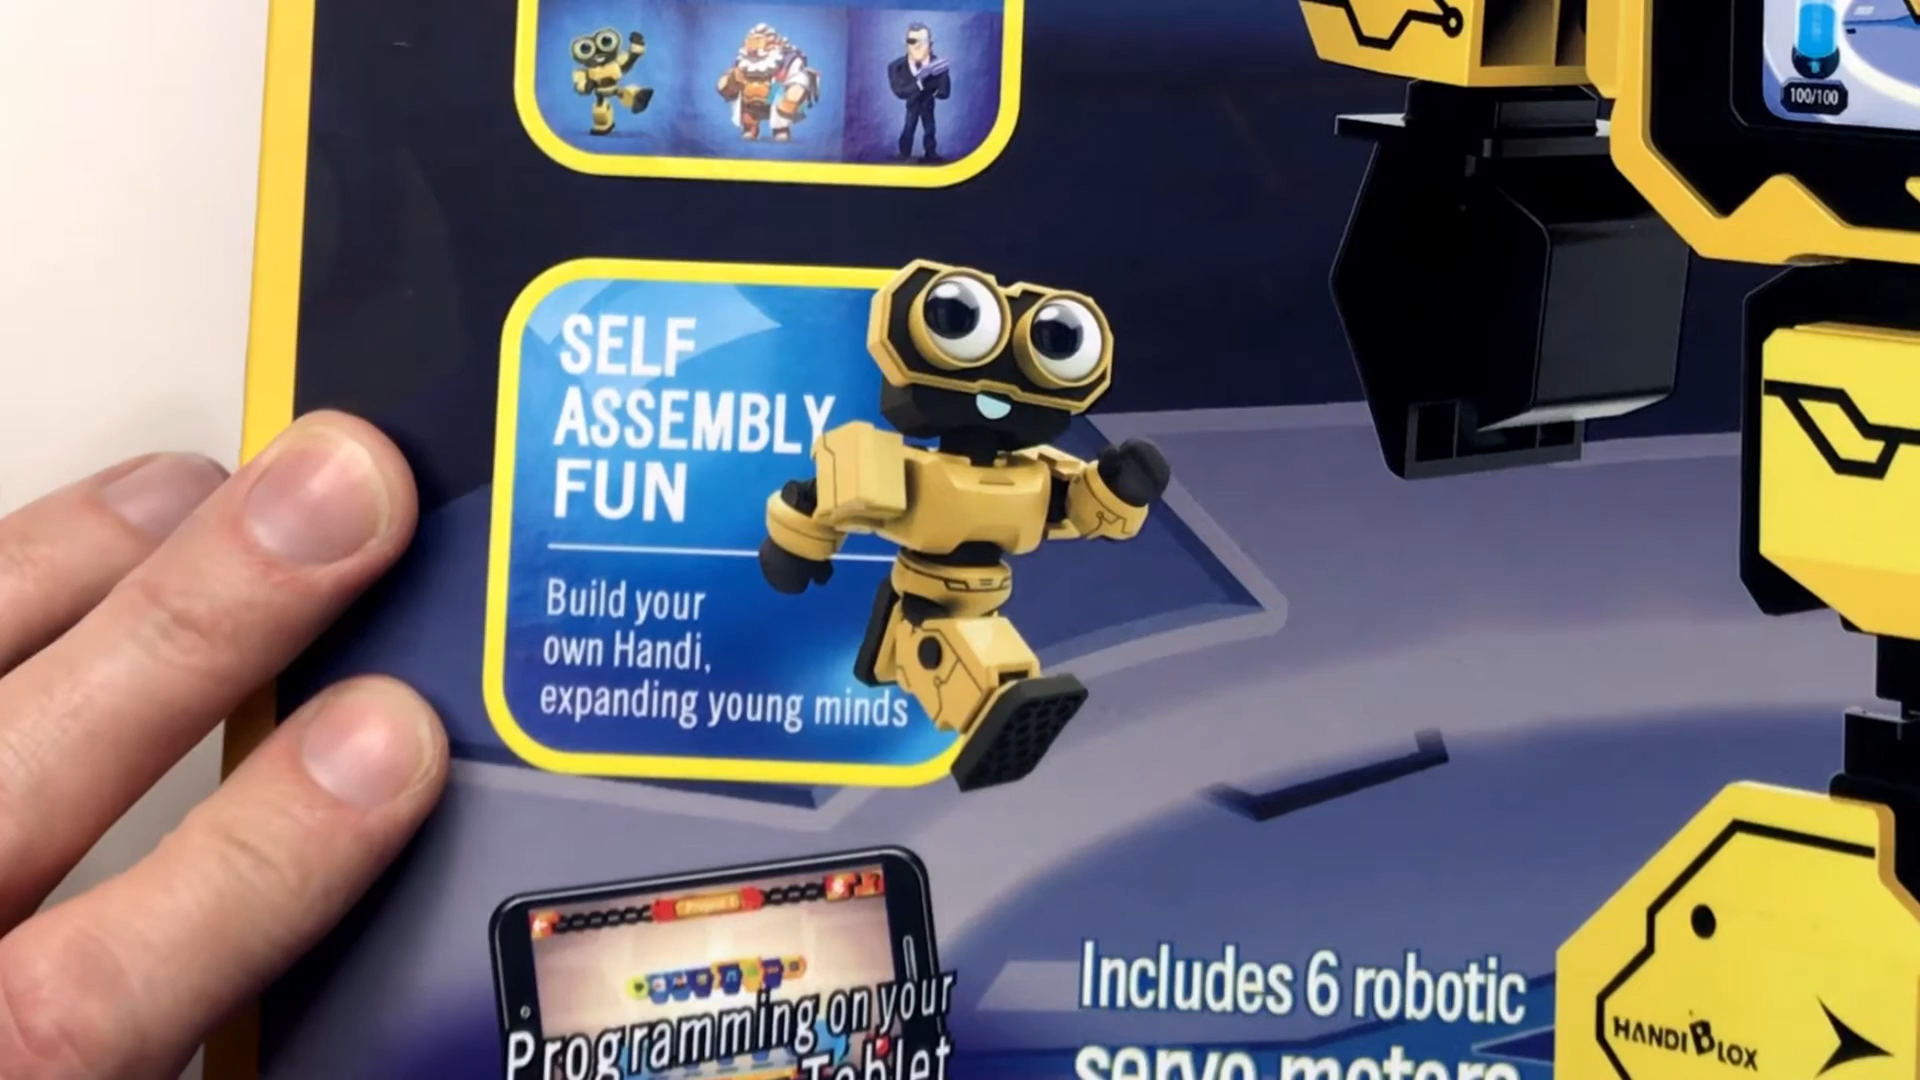 100/100
SELF
ASSEMBLY
FUN
Build your
own Handi,
expanding young minds
Programming on your
Tablet
Includes 6 robotic
servo motors
HANDIBLOX